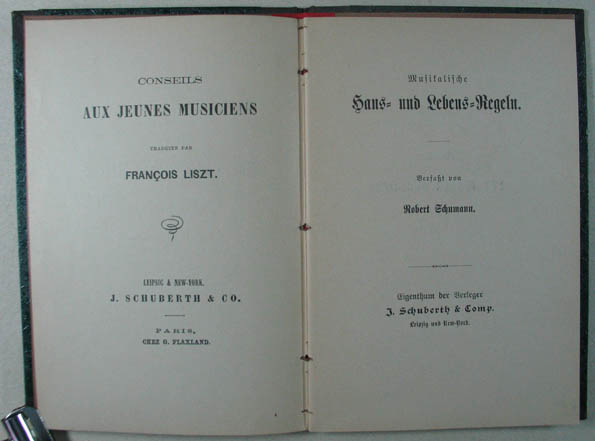 CONSEILS
AUX JEUNES MUSICIENS
TRADUITS PAR
FRANÇOIS LISZT.
LEIPSIC & NEW-YORK,
J. SCHUBERTH & CO.
PARIS,
CHEZ G. FLAXLAND.
Musikalische
Haus- und Lebens-Regeln.
Verfaßt von
Robert Schumann.
Eigenthum der Verleger
J. Schuberth & Comp.
Leipzig und New-York.